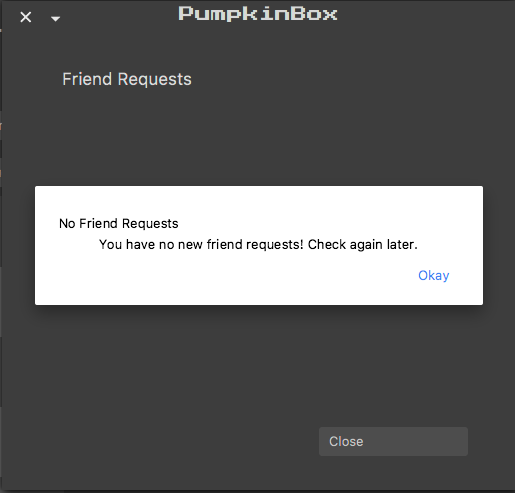 PumpkinBox
Friend Requests
No Friend Requests
You have no new friend requests! Check again later.
Okay
Close